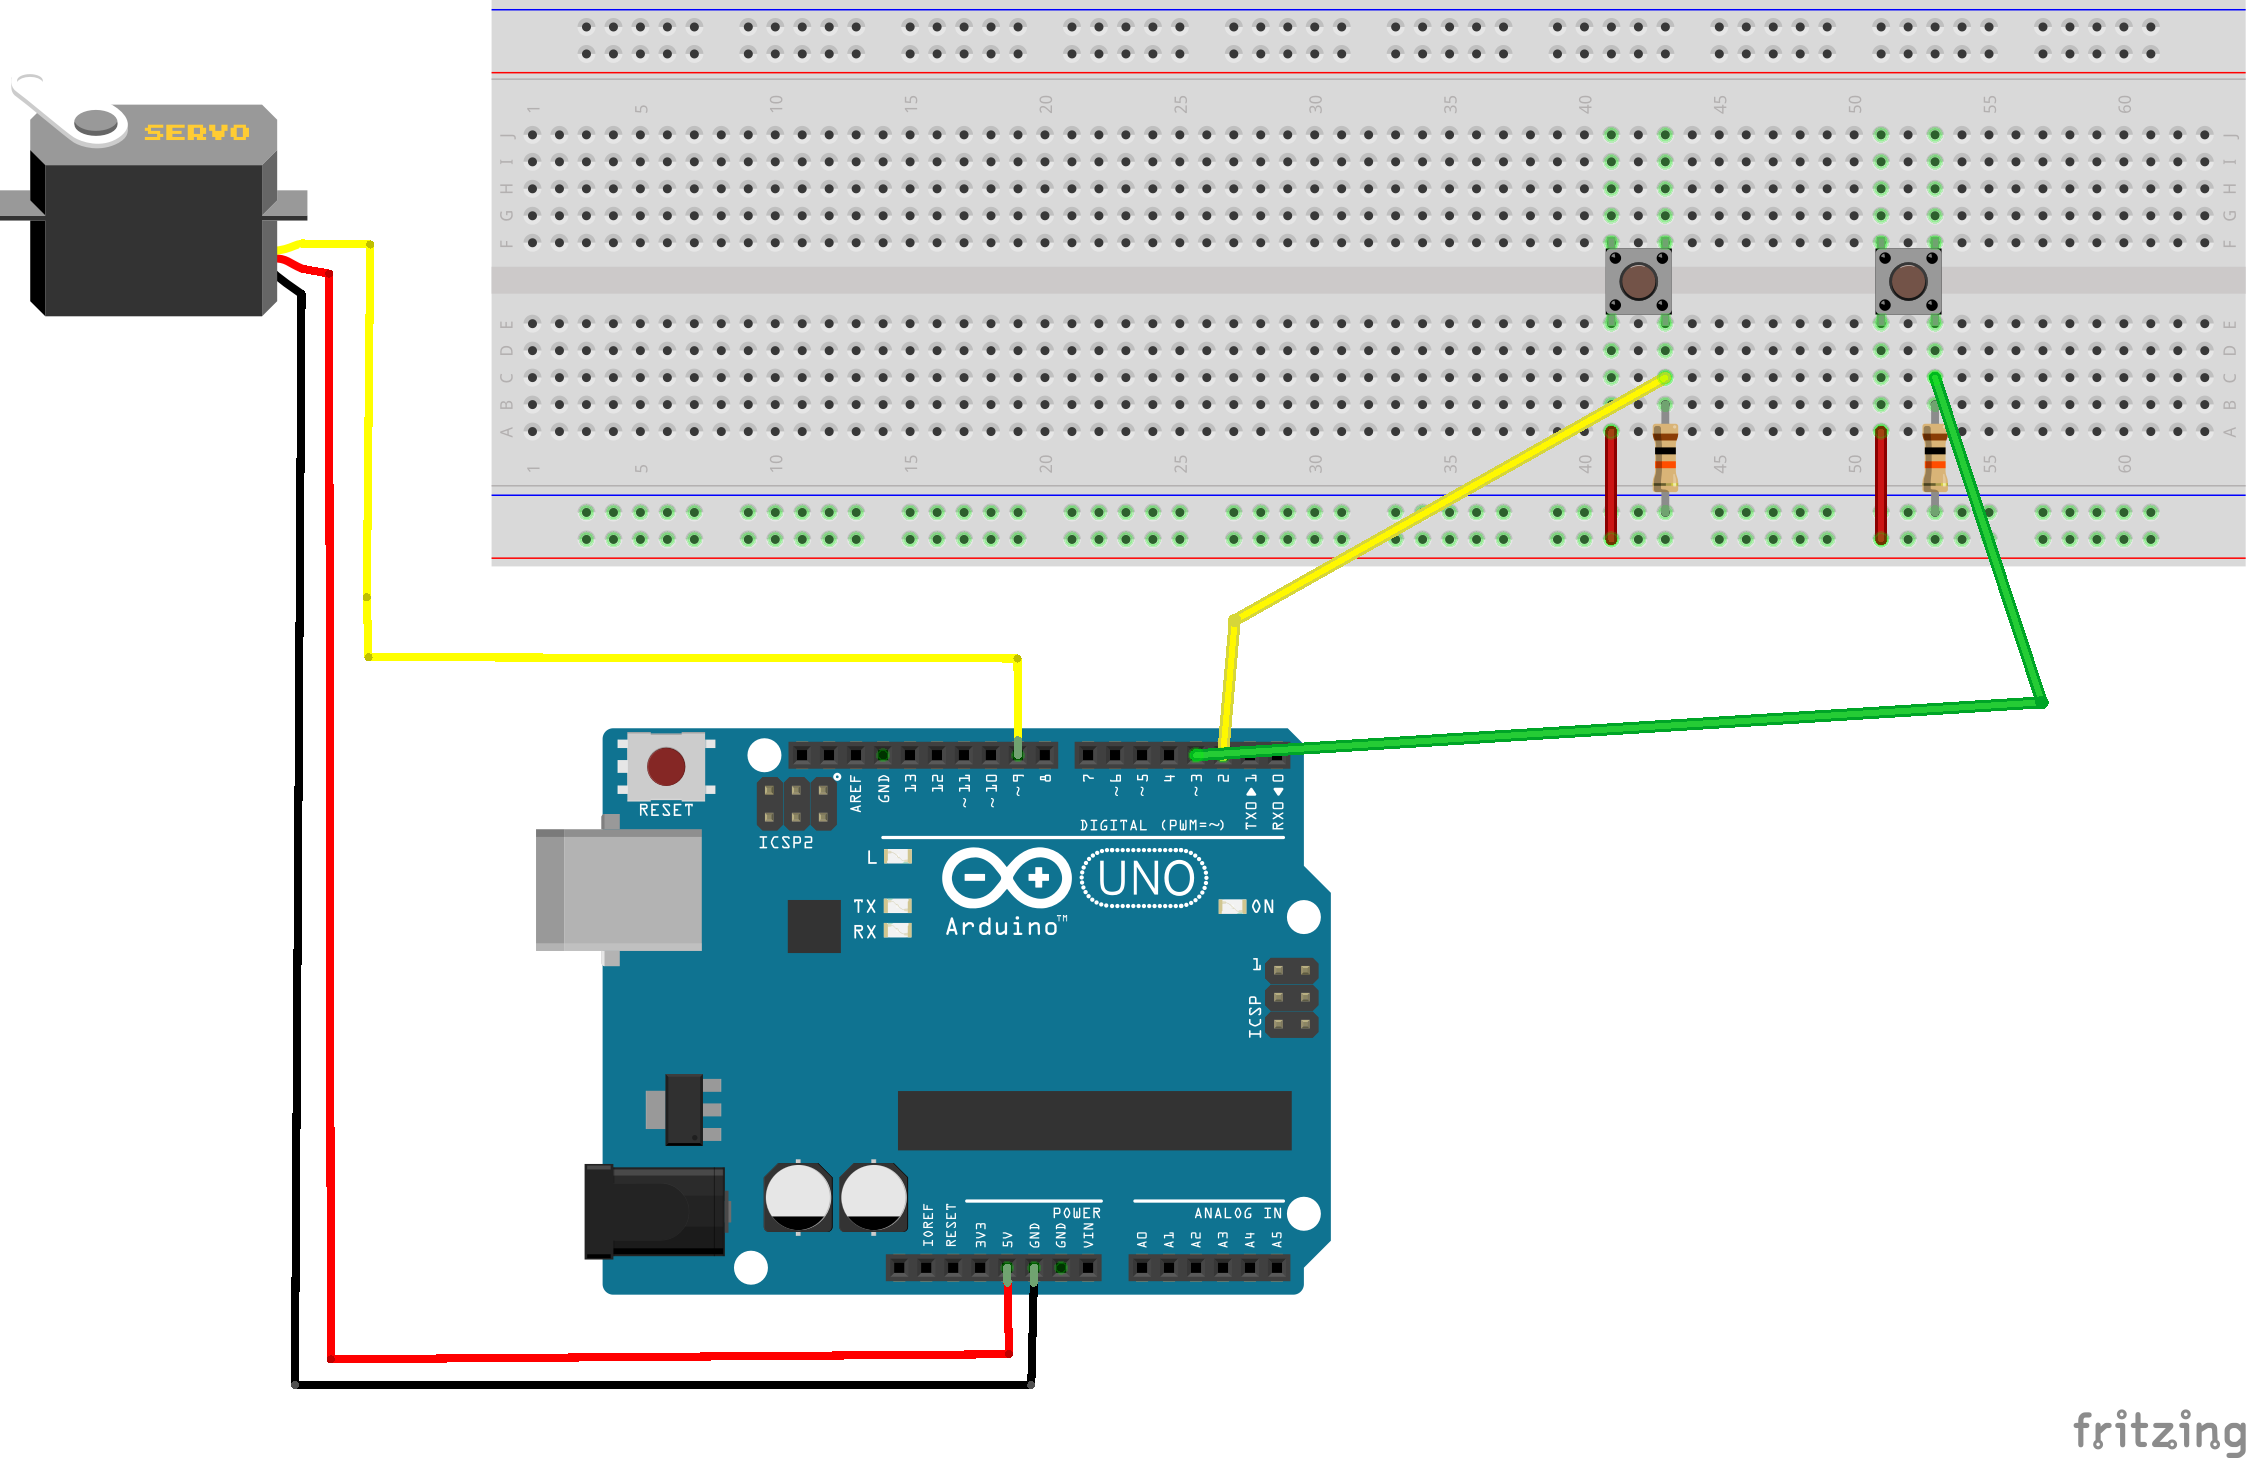 SERVO
1 5 10 15 20 25 30 35 40 45 50 55 60
J J
I I
H H
G G
F F
E E
D D
C C
B B
A A
1 5 10 15 20 25 30 35 40 45 50 55 60
RESET
ICSP2
AREF GND 13 12 ~11 ~10 ~9 8 7 ~6 ~5 4 ~3 2 TX0▶1 RX0◀0
DIGITAL (PWM=~)
L
TX
RX
UNO
Arduino™
ON
1
ICSP
POWER
ANALOG IN
IOREF RESET 3V3 5V GND GND VIN A0 A1 A2 A3 A4 A5
fritzing